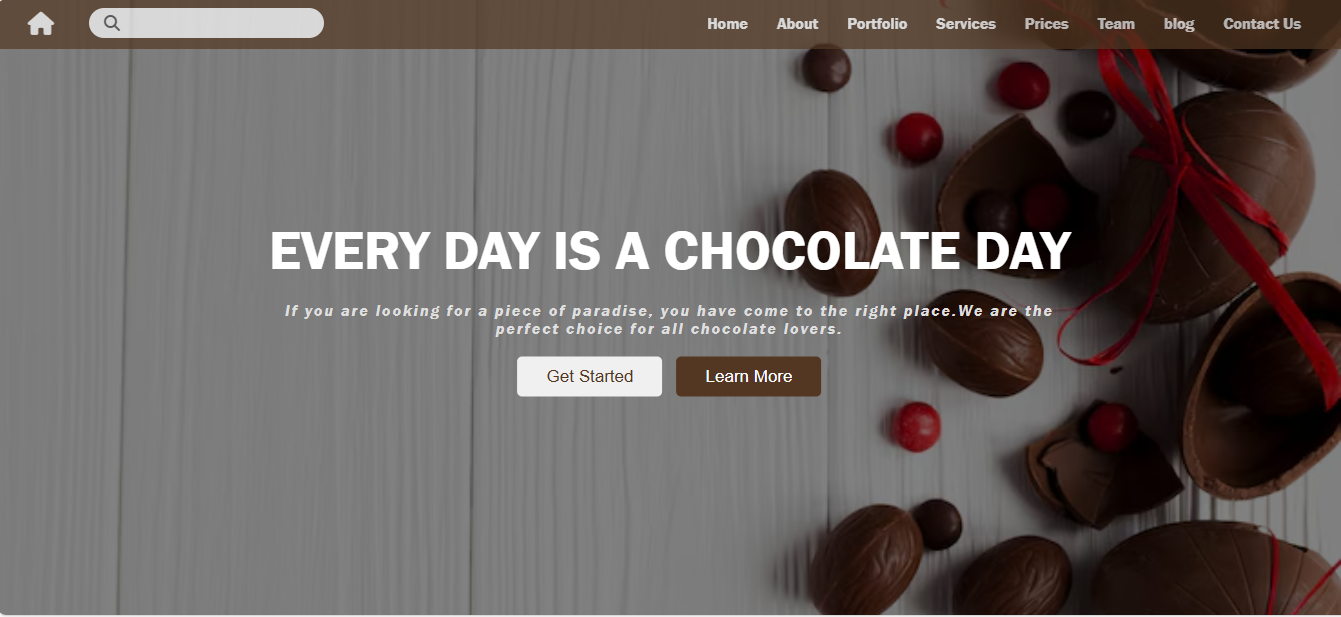 Home About Portfolio Services Prices Team blog Contact Us
EVERY DAY IS A CHOCOLATE DAY
If you are looking for a piece of paradise, you have come to the right place.We are the
perfect choice for all chocolate lovers.
Get Started Learn More